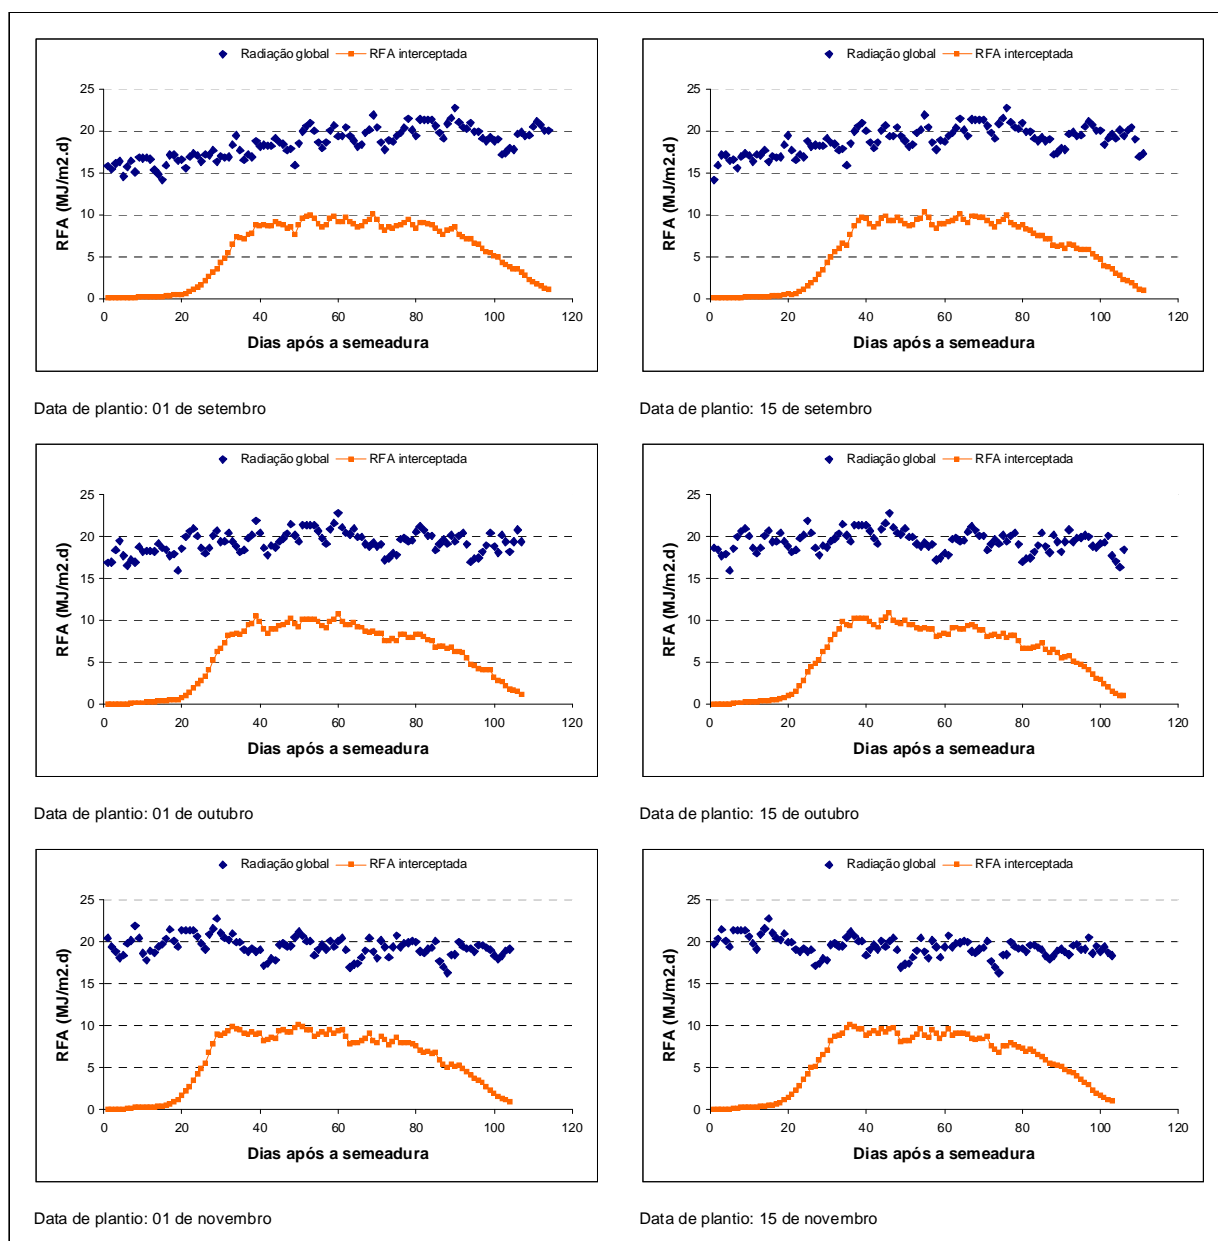 Radiação global RFA interceptada
25
20
15
10
5
0
RFA (MJ/m2.d)
0 20 40 60 80 100 120
Dias após a semeadura
Data de plantio: 01 de setembro
Radiação global RFA interceptada
25
20
15
10
5
0
RFA (MJ/m2.d)
0 20 40 60 80 100 120
Dias após a semeadura
Data de plantio: 15 de setembro
Radiação global RFA interceptada
25
20
15
10
5
0
RFA (MJ/m2.d)
0 20 40 60 80 100 120
Dias após a semeadura
Data de plantio: 01 de outubro
Radiação global RFA interceptada
25
20
15
10
5
0
RFA (MJ/m2.d)
0 20 40 60 80 100 120
Dias após a semeadura
Data de plantio: 15 de outubro
Radiação global RFA interceptada
25
20
15
10
5
0
RFA (MJ/m2.d)
0 20 40 60 80 100 120
Dias após a semeadura
Data de plantio: 01 de novembro
Radiação global RFA interceptada
25
20
15
10
5
0
RFA (MJ/m2.d)
0 20 40 60 80 100 120
Dias após a semeadura
Data de plantio: 15 de novembro